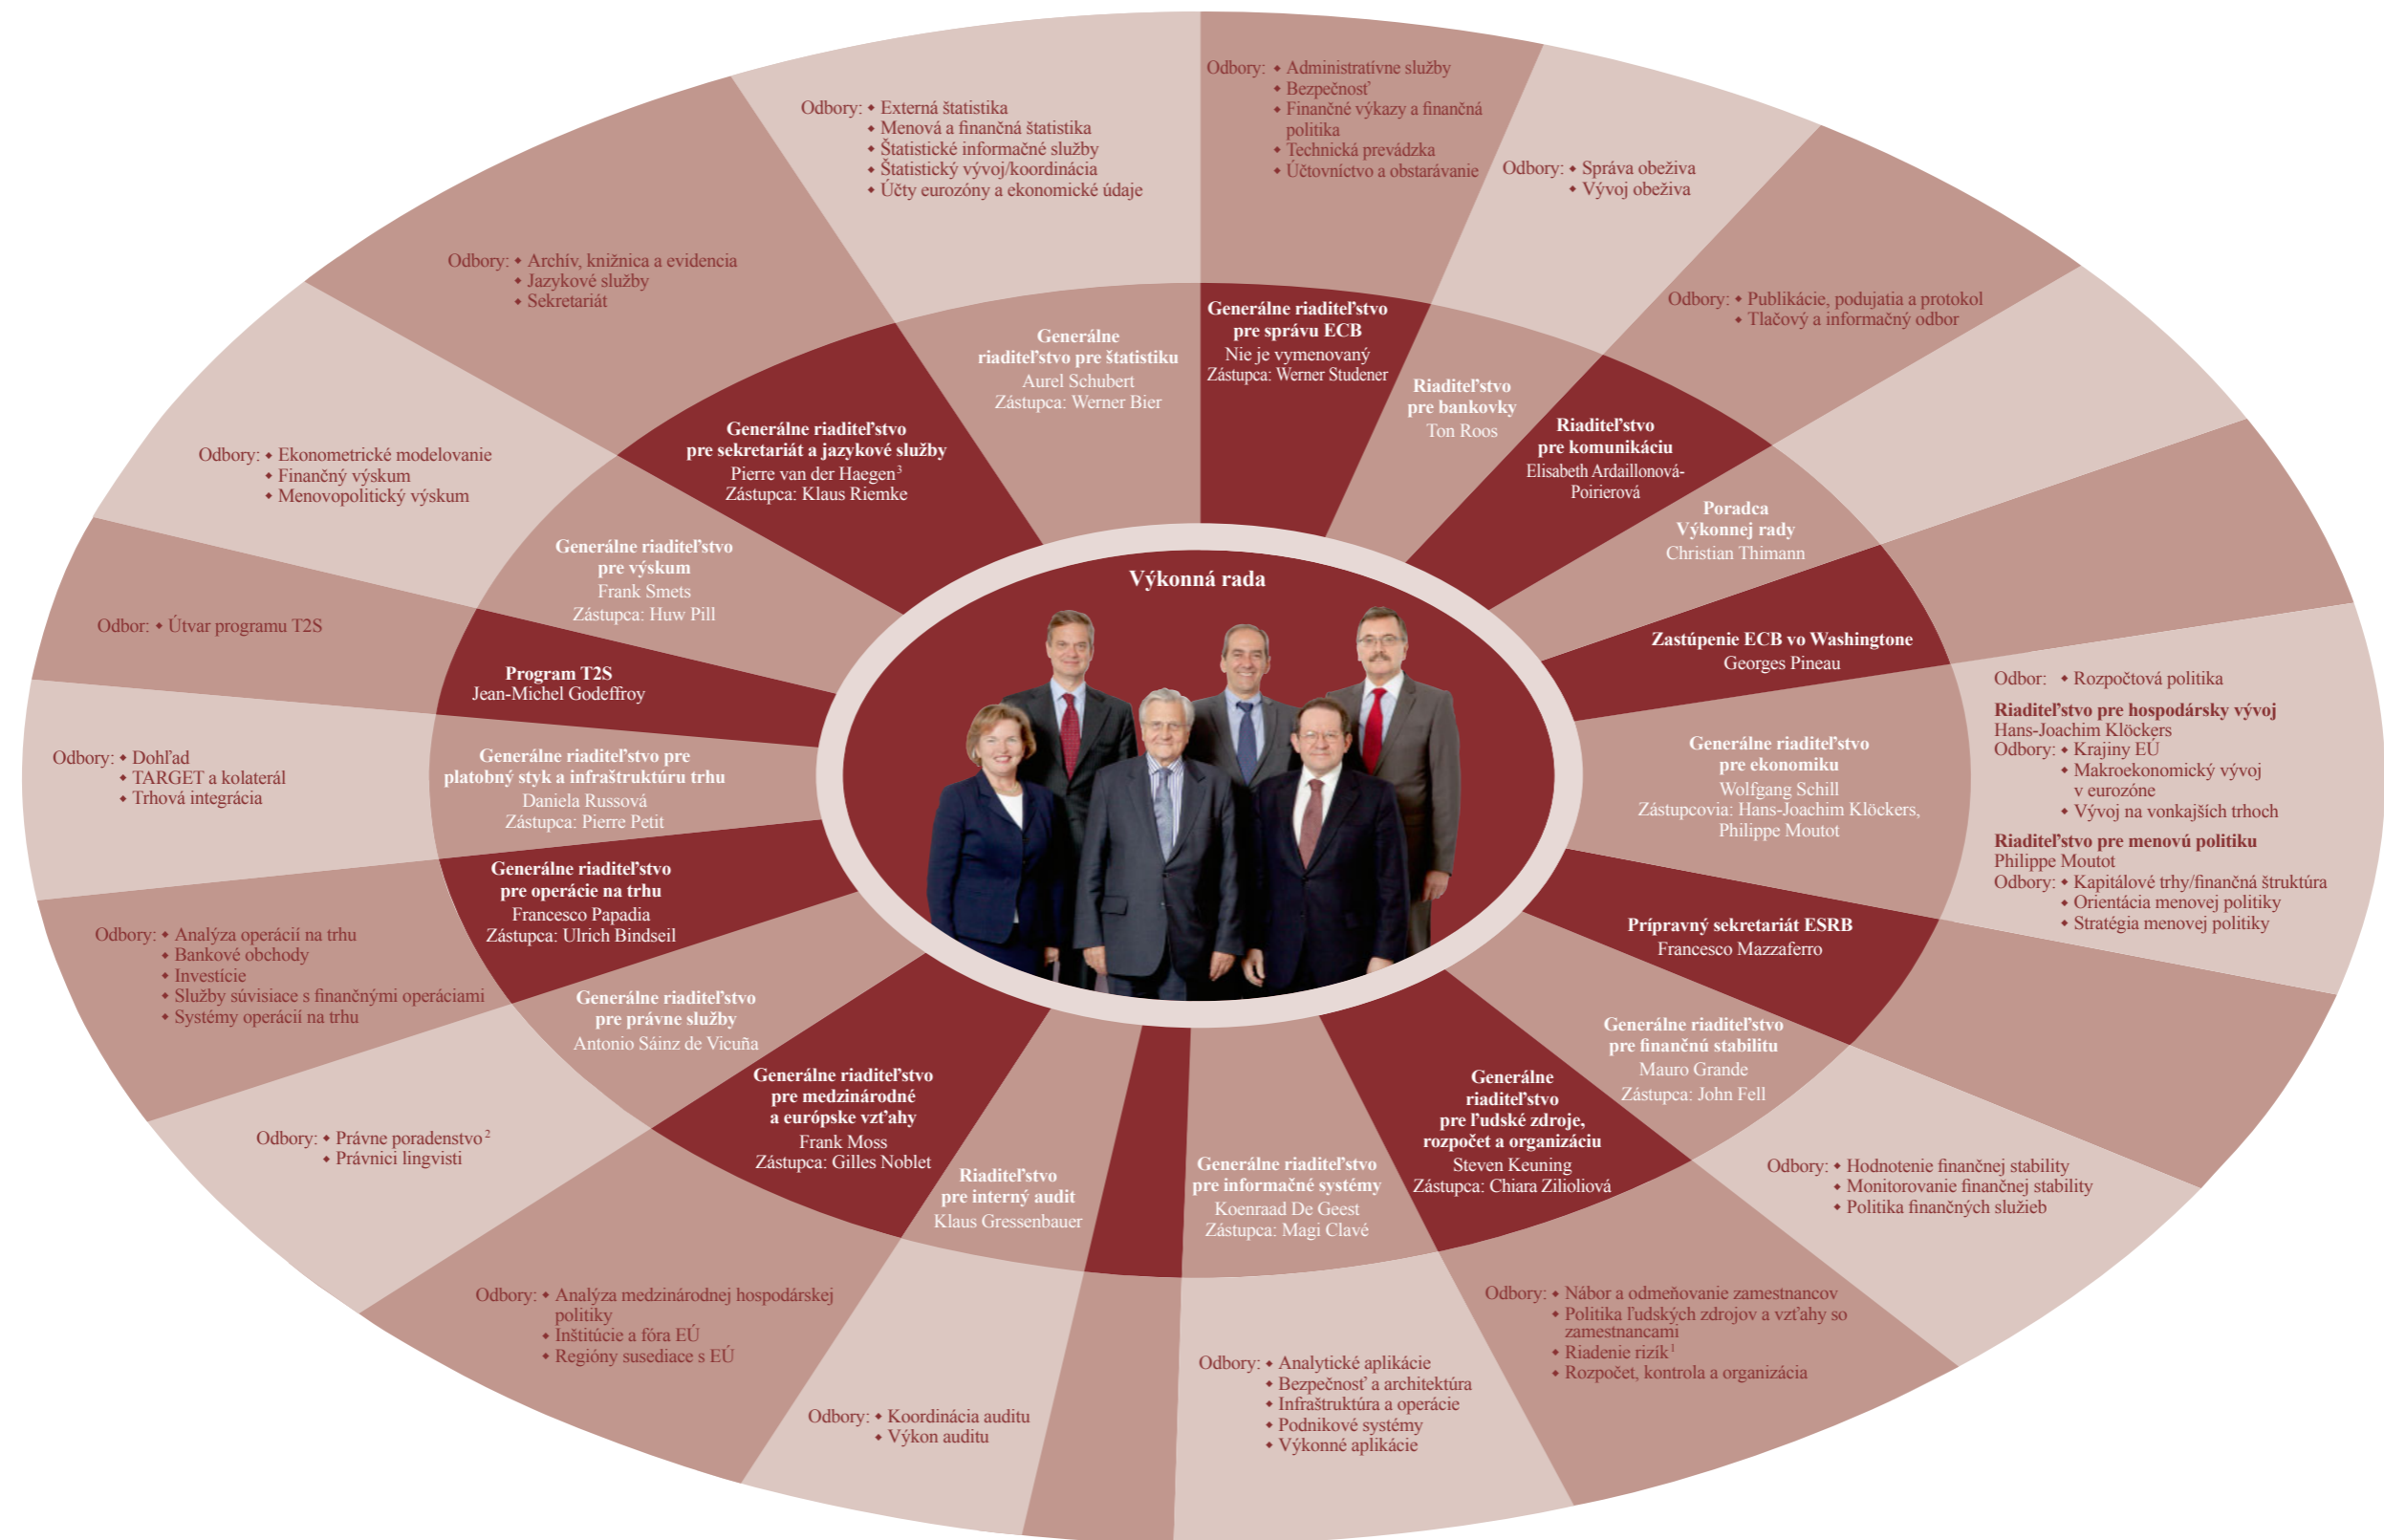 Výkonná rada
Odbory: ◆ Administratívne služby
◆ Bezpečnosť
◆ Finančné výkazy a finančná
politika
◆ Technická prevádzka
◆ Účtovníctvo a obstarávanie
Generálne riaditeľstvo
pre správu ECB
Nie je vymenovaný
Zástupca: Werner Studener
Odbory: ◆ Správa obeživa
◆ Vývoj obeživa
Riaditeľstvo
pre bankovky
Ton Roos
Odbory: ◆ Publikácie, podujatia a protokol
◆ Tlačový a informačný odbor
Riaditeľstvo
pre komunikáciu
Elisabeth Ardaillonová-
Poirierová
Poradca
Výkonnej rady
Christian Thimann
Zastúpenie ECB vo Washingtone
Georges Pineau
Generálne riaditeľstvo
pre ekonomiku
Wolfgang Schill
Zástupcovia: Hans-Joachim Klöckers,
Philippe Moutot
Odbor: ◆ Rozpočtová politika
Riaditeľstvo pre hospodársky vývoj
Hans-Joachim Klöckers
Odbory: ◆ Krajiny EÚ
◆ Makroekonomický vývoj
v eurozóne
◆ Vývoj na vonkajších trhoch
Riaditeľstvo pre menovú politiku
Philippe Moutot
Odbory: ◆ Kapitálové trhy/finančná štruktúra
◆ Orientácia menovej politiky
◆ Stratégia menovej politiky
Prípravný sekretariát ESRB
Francesco Mazzaferro
Generálne riaditeľstvo
pre finančnú stabilitu
Mauro Grande
Zástupca: John Fell
Odbory: ◆ Hodnotenie finančnej stability
◆ Monitorovanie finančnej stability
◆ Politika finančných služieb
Generálne
riaditeľstvo
pre ľudské zdroje,
rozpočet a organizáciu
Steven Keuning
Zástupca: Chiara Zilioliová
Odbory: ◆ Nábor a odmeňovanie zamestnancov
◆ Politika ľudských zdrojov a vzťahy so
zamestnancami
◆ Riadenie rizík1
◆ Rozpočet, kontrola a organizácia
Generálne riaditeľstvo
pre informačné systémy
Koenraad De Geest
Zástupca: Magi Clavé
Odbory: ◆ Analytické aplikácie
◆ Bezpečnosť a architektúra
◆ Infraštruktúra a operácie
◆ Podnikové systémy
◆ Výkonné aplikácie
Riaditeľstvo
pre interný audit
Klaus Gressenbauer
Odbory: ◆ Koordinácia auditu
◆ Výkon auditu
Generálne riaditeľstvo
pre medzinárodné
a európske vzťahy
Frank Moss
Zástupca: Gilles Noblet
Odbory: ◆ Analýza medzinárodnej hospodárskej
politiky
◆ Inštitúcie a fóra EÚ
◆ Regióny susediace s EÚ
Generálne riaditeľstvo
pre právne služby
Antonio Sáinz de Vicuña
Odbory: ◆ Právne poradenstvo2
◆ Právnici lingvisti
Generálne riaditeľstvo
pre operácie na trhu
Francesco Papadia
Zástupca: Ulrich Bindseil
Odbory: ◆ Analýza operácií na trhu
◆ Bankové obchody
◆ Investície
◆ Služby súvisiace s finančnými operáciami
◆ Systémy operácií na trhu
Generálne riaditeľstvo pre
platobný styk a infraštruktúru trhu
Daniela Russová
Zástupca: Pierre Petit
Odbory: ◆ Dohľad
◆ TARGET a kolaterál
◆ Trhová integrácia
Program T2S
Jean-Michel Godeffroy
Odbor: ◆ Útvar programu T2S
Generálne riaditeľstvo
pre výskum
Frank Smets
Zástupca: Huw Pill
Odbory: ◆ Ekonometrické modelovanie
◆ Finančný výskum
◆ Menovopolitický výskum
Generálne riaditeľstvo
pre sekretariát a jazykové služby
Pierre van der Haegen3
Zástupca: Klaus Riemke
Odbory: ◆ Archív, knižnica a evidencia
◆ Jazykové služby
◆ Sekretariát
Generálne
riaditeľstvo pre štatistiku
Aurel Schubert
Zástupca: Werner Bier
Odbory: ◆ Externá štatistika
◆ Menová a finančná štatistika
◆ Štatistické informačné služby
◆ Štatistický vývoj/koordinácia
◆ Účty eurozóny a ekonomické údaje